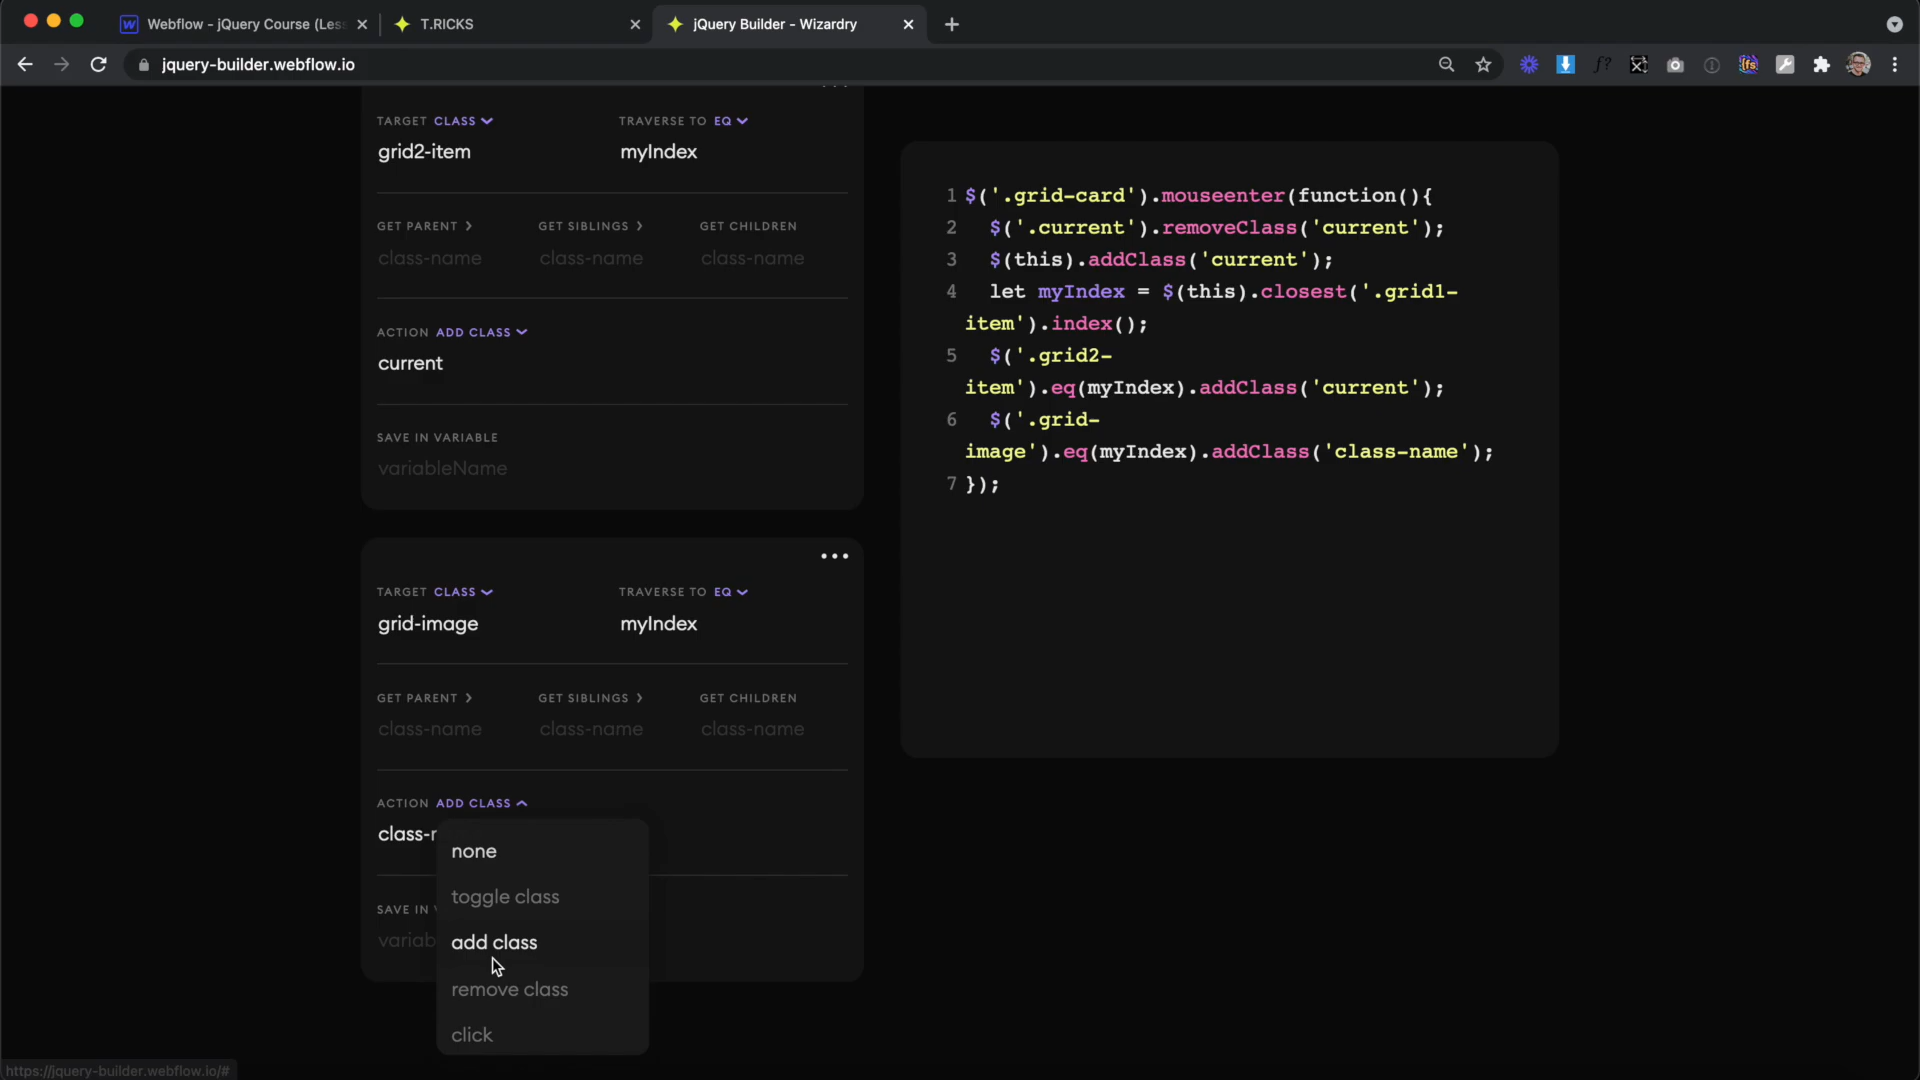 Webflow - jQuery Course (Les
T.RICKS
jQuery Builder - Wizardry
jquery-builder.webflow.io
TARGET CLASS
TRAVERSE TO EQ
grid2-item
myIndex
GET PARENT
GET SIBLINGS
GET CHILDREN
class-name
class-name
class-name
ACTION ADD CLASS
current
SAVE IN VARIABLE
variableName
TARGET CLASS
TRAVERSE TO EQ
grid-image
myIndex
GET PARENT
GET SIBLINGS
GET CHILDREN
class-name
class-name
class-name
ACTION ADD CLASS
class-
none
toggle class
SAVE IN
variab
add class
remove class
click
1 $('.grid-card').mouseenter(function(){
2 $('.current').removeClass('current');
3 $(this).addClass('current');
4 let myIndex = $(this).closest('.grid1-
item').index();
5 $('.grid2-
item').eq(myIndex).addClass('current');
6 $('.grid-
image').eq(myIndex).addClass('class-name');
7 });
https://jquery-builder.webflow.io/#